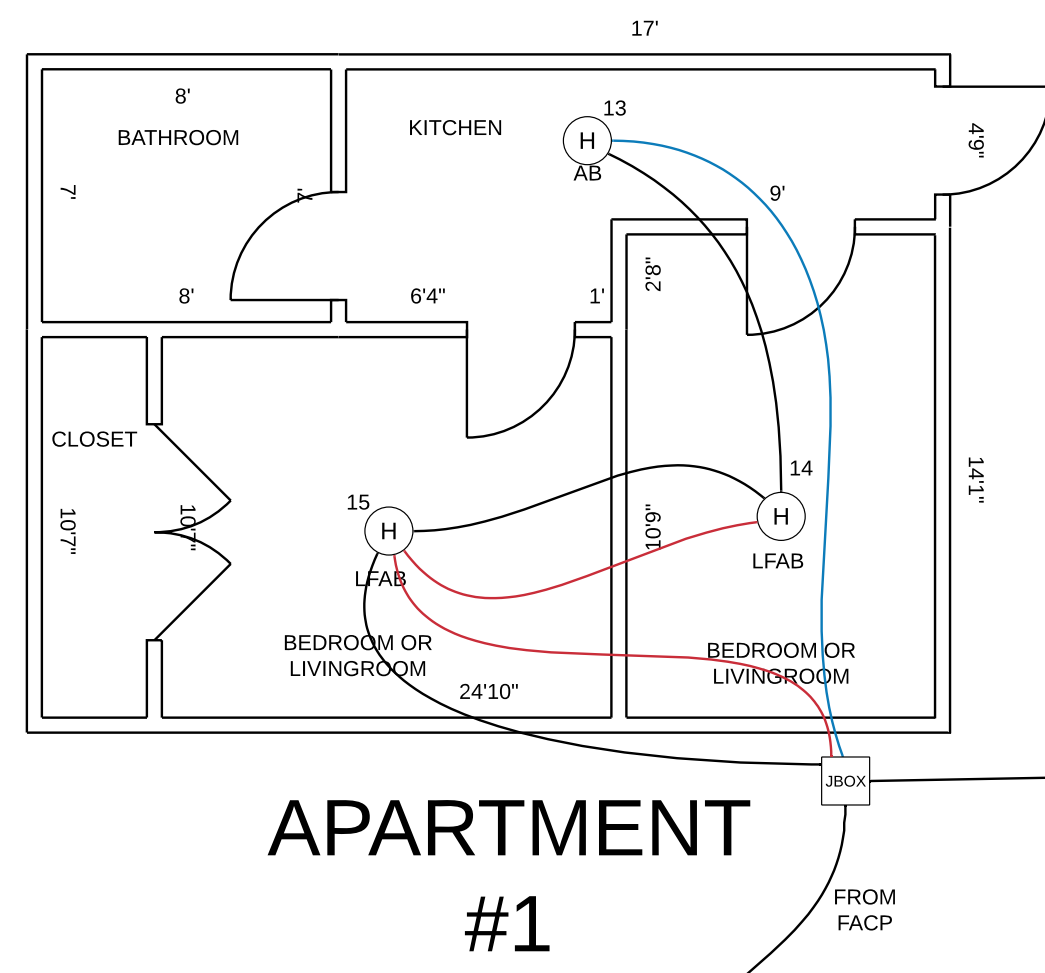 17'
8'
BATHROOM
KITCHEN
13
H
AB
4'9"
7'
7'
9'
8'
6'4"
1'
2'8"
CLOSET
10'7"
10'7"
15
H
LFAB
14
H
LFAB
10'9"
14'1"
BEDROOM OR
LIVINGROOM
BEDROOM OR
LIVINGROOM
24'10"
JBOX
APARTMENT
#1
FROM
FACP